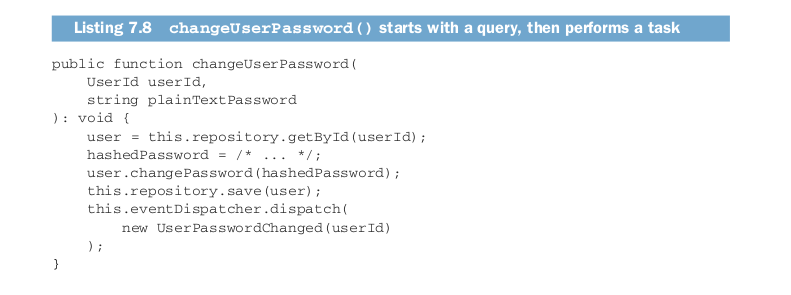 Listing 7.8 changeUserPassword() starts with a query, then performs a task
public function changeUserPassword(
    UserId userId,
    string plainTextPassword
): void {
    user = this.repository.getById(userId);
    hashedPassword = /* ... */;
    user.changePassword(hashedPassword);
    this.repository.save(user);
    this.eventDispatcher.dispatch(
        new UserPasswordChanged(userId)
    );
}